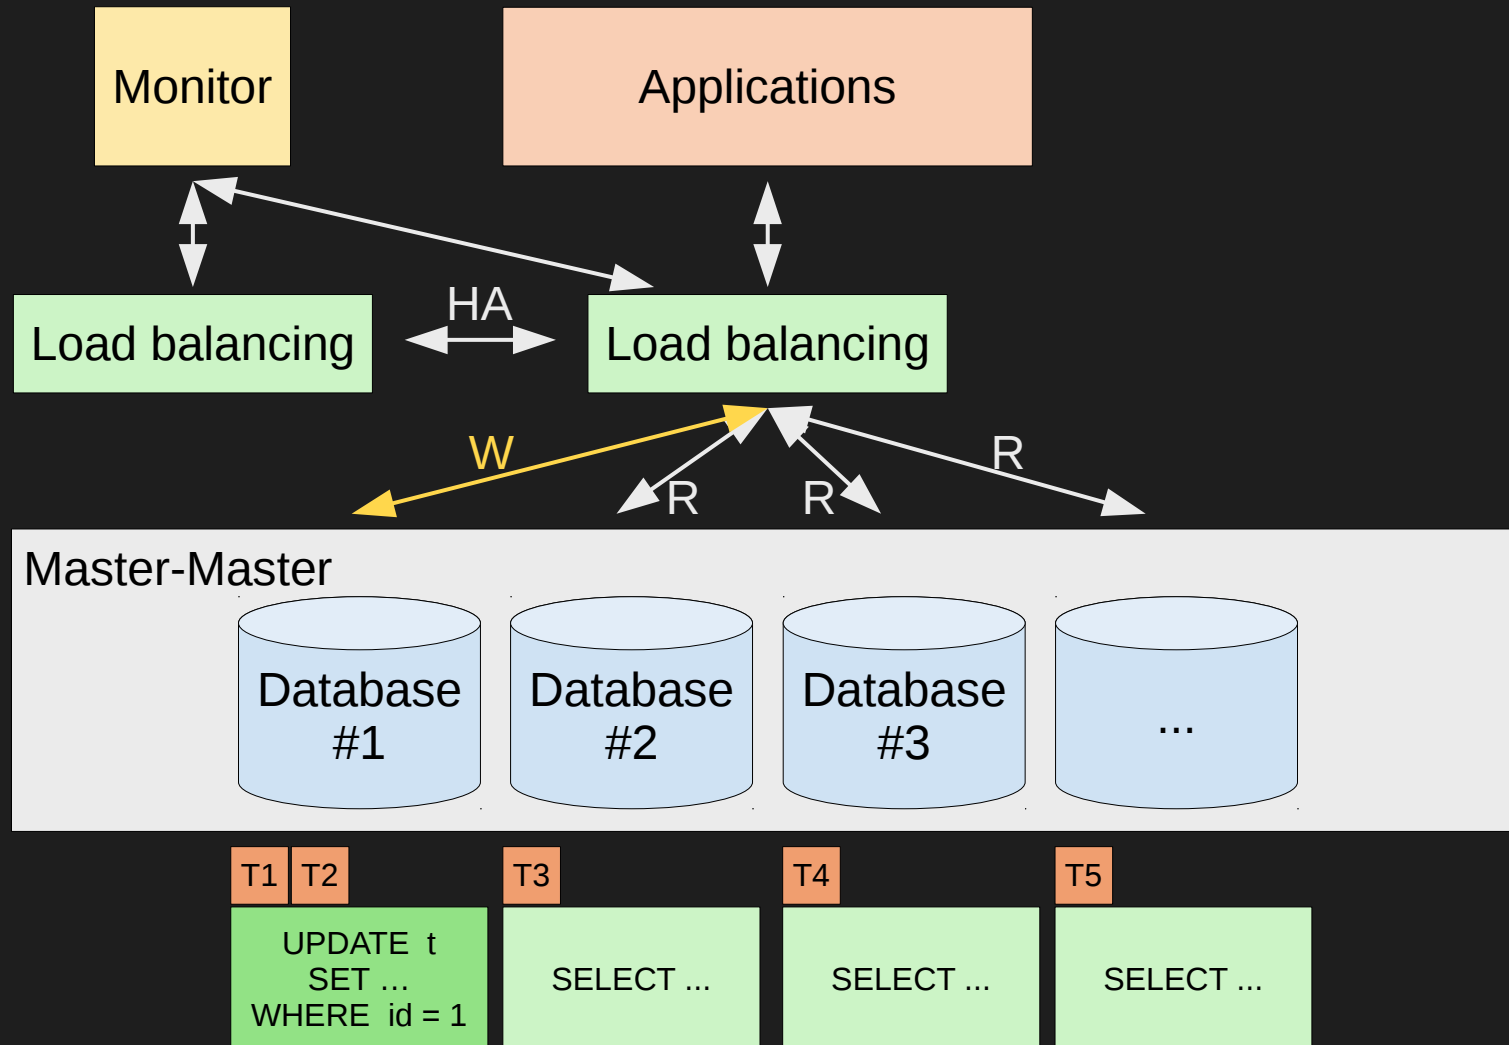 Monitor
Applications
HA
Load balancing
Load balancing
W
R
R
R
Master-Master
Database
#1
Database
#2
Database
#3
...
T1
T2
T3
T4
T5
UPDATE t
SET ...
WHERE id = 1
SELECT ...
SELECT ...
SELECT ...